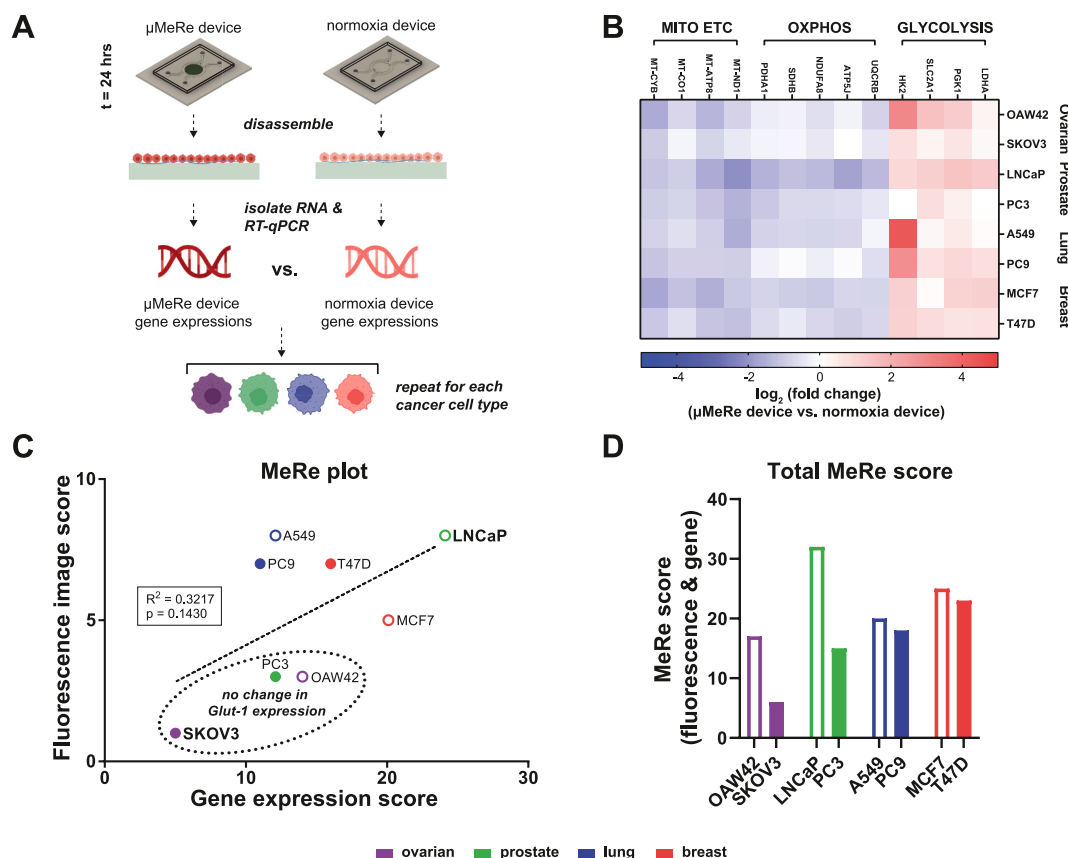 A
µMeRe device
normoxia device
t = 24 hrs
disassemble
isolate RNA &
RT-qPCR
vs.
µMeRe device
gene expressions
normoxia device
gene expressions
repeat for each
cancer cell type
B
MITO ETC
OXPHOS
GLYCOLYSIS
MT-CYB
MT-CO1
MT-ATP8
MT-ND1
PDHA1
SDHB
NDUFA8
ATP5J
UQCRB
HK2
SLC2A1
PGK1
LDHA
OAW42
SKOV3
LNCaP
PC3
A549
PC9
MCF7
T47D
Ovarian
Prostate
Lung
Breast
-4 -2 0 2 4
log2 (fold change)
(µMeRe device vs. normoxia device)
C
MeRe plot
Fluorescence image score
10
5
0
0 10 20 30
Gene expression score
A549
LNCaP
PC9
T47D
R2 = 0.3217
p = 0.1430
MCF7
PC3
OAW42
no change in
Glut-1 expression
SKOV3
D
Total MeRe score
MeRe score
(fluorescence & gene)
40
30
20
10
0
OAW42
SKOV3
LNCaP
PC3
A549
PC9
MCF7
T47D
ovarian prostate lung breast